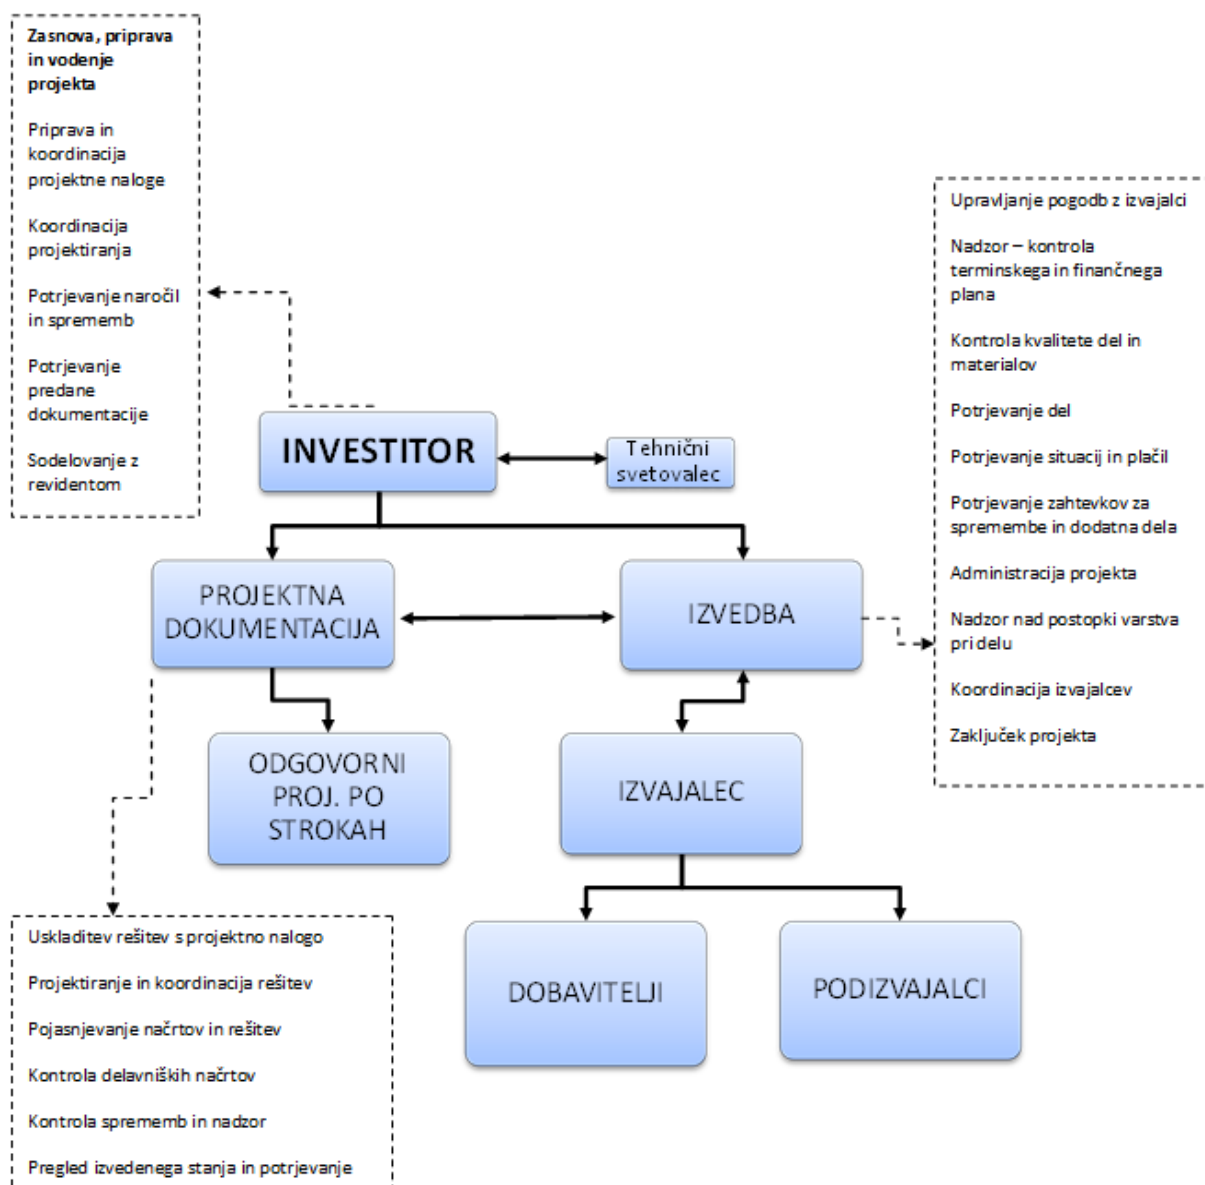 Zasnova, priprava
in vodenje
projekta
Priprava in
koordinacija
projektne naloge
Koordinacija
projektiranja
Potrjevanje naročil
in sprememb
Potrjevanje
predane
dokumentacije
Sodelovanje z
revidentom
INVESTITOR
Tehnični
svetovalec
PROJEKTNA
DOKUMENTACIJA
IZVEDBA
ODGOVORNI
PROJ. PO
STROKAH
IZVAJALEC
DOBAVITELJI
PODIZVAJALCI
Upravljanje pogodb z izvajalci
Nadzor – kontrola
terminskega in finančnega
plana
Kontrola kvalitete del in
materialov
Potrjevanje del
Potrjevanje situacij in plačil
Potrjevanje zahtevkov za
spremembe in dodatna dela
Administracija projekta
Nadzor nad postopki varstva
pri delu
Koordinacija izvajalcev
Zaključek projekta
Uskladitev rešitev s projektno nalogo
Projektiranje in koordinacija rešitev
Pojasnjevanje načrtov in rešitev
Kontrola delavniških načrtov
Kontrola sprememb in nadzor
Pregled izvedenega stanja in potrjevanje